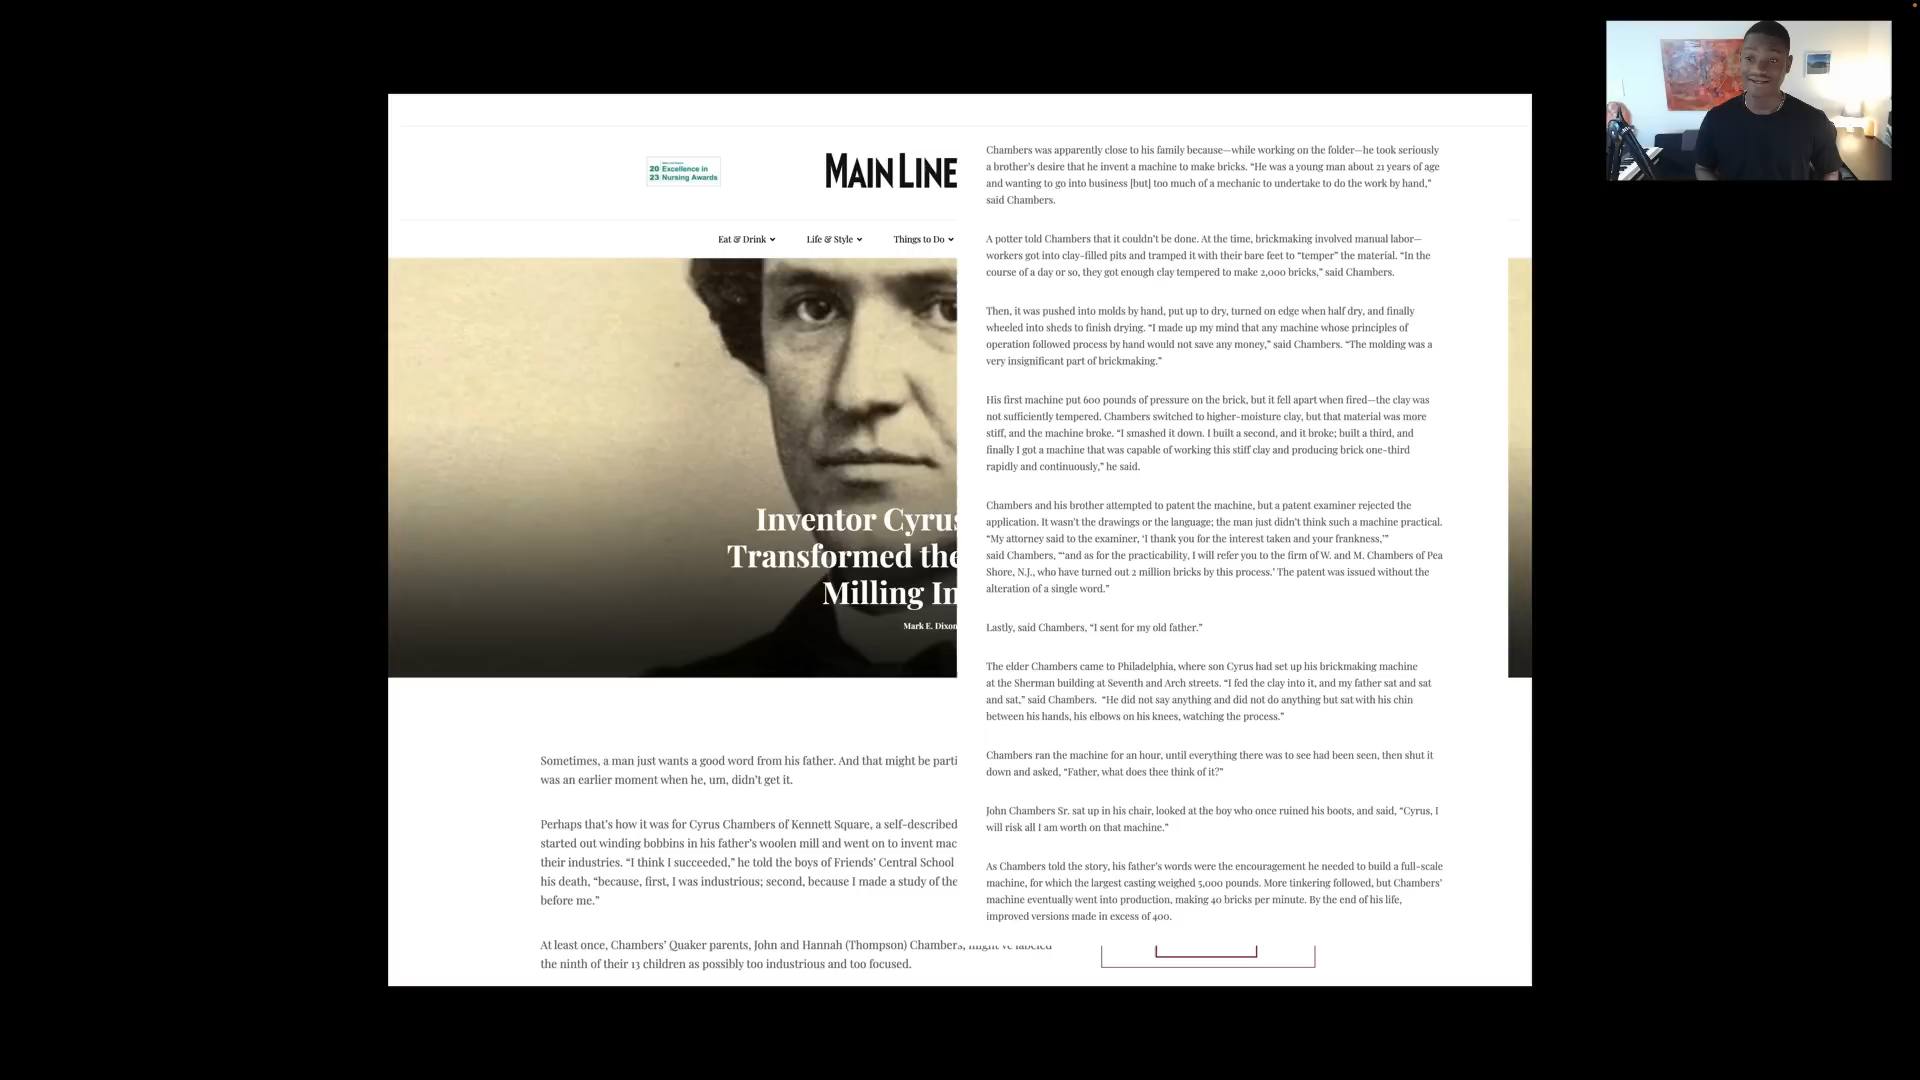 20 Excellence in
23 Nursing Awards
MAIN LINE
Eat & Drink
Life & Style
Things to Do
Inventor Cyrus
Transformed the
Milling In
Mark E. Dixon
Sometimes, a man just wants a good word from his father. And that might be parti
was an earlier moment when he, um, didn’t get it.
Perhaps that’s how it was for Cyrus Chambers of Kennett Square, a self-described
started out winding bobbins in his father’s woolen mill and went on to invent mac
their industries. “I think I succeeded,” he told the boys of Friends’ Central School
his death, “because, first, I was industrious; second, because I made a study of the
before me.”
At least once, Chambers’ Quaker parents, John and Hannah (Thompson) Chambers, might’ve labeled
the ninth of their 13 children as possibly too industrious and too focused.
Chambers was apparently close to his family because—while working on the folder—he took seriously
a brother’s desire that he invent a machine to make bricks. “He was a young man about 21 years of age
and wanting to go into business [but] too much of a mechanic to undertake to do the work by hand,”
said Chambers.
A potter told Chambers that it couldn’t be done. At the time, brickmaking involved manual labor—
workers got into clay-filled pits and tramped it with their bare feet to “temper” the material. “In the
course of a day or so, they got enough clay tempered to make 2,000 bricks,” said Chambers.
Then, it was pushed into molds by hand, put up to dry, turned on edge when half dry, and finally
wheeled into sheds to finish drying. “I made up my mind that any machine whose principles of
operation followed process by hand would not save any money,” said Chambers. “The molding was a
very insignificant part of brickmaking.”
His first machine put 600 pounds of pressure on the brick, but it fell apart when fired—the clay was
not sufficiently tempered. Chambers switched to higher-moisture clay, but that material was more
stiff, and the machine broke. “I smashed it down. I built a second, and it broke; built a third, and
finally I got a machine that was capable of working this stiff clay and producing brick one-third
rapidly and continuously,” he said.
Chambers and his brother attempted to patent the machine, but a patent examiner rejected the
application. It wasn’t the drawings or the language; the man just didn’t think such a machine practical.
“My attorney said to the examiner, ‘I thank you for the interest taken and your frankness,’”
said Chambers, “‘and as for the practicability, I will refer you to the firm of W. and M. Chambers of Pea
Shore, N.J., who have turned out 2 million bricks by this process.’ The patent was issued without the
alteration of a single word.”
Lastly, said Chambers, “I sent for my old father.”
The elder Chambers came to Philadelphia, where son Cyrus had set up his brickmaking machine
at the Sherman building at Seventh and Arch streets. “I fed the clay into it, and my father sat and sat
and sat,” said Chambers. “He did not say anything and did not do anything but sat with his chin
between his hands, his elbows on his knees, watching the process.”
Chambers ran the machine for an hour, until everything there was to see had been seen, then shut it
down and asked, “Father, what does thee think of it?”
John Chambers Sr. sat up in his chair, looked at the boy who once ruined his boots, and said, “Cyrus, I
will risk all I am worth on that machine.”
As Chambers told the story, his father’s words were the encouragement he needed to build a full-scale
machine, for which the largest casting weighed 5,000 pounds. More tinkering followed, but Chambers’
machine eventually went into production, making 40 bricks per minute. By the end of his life,
improved versions made in excess of 400.